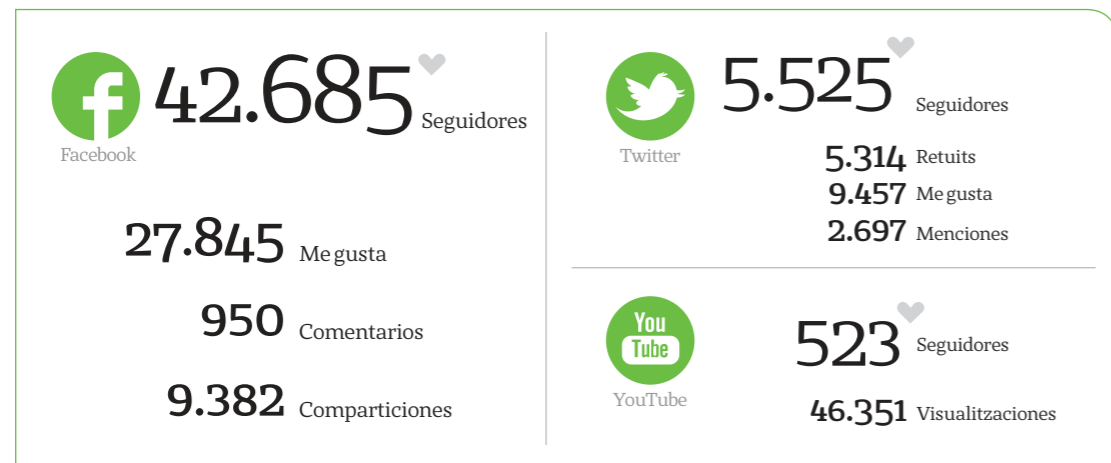 42.685 Seguidores
Facebook
27.845 Me gusta
950 Comentarios
9.382 Comparticiones
5.525 Seguidores
Twitter
5.314 Retuits
9.457 Me gusta
2.697 Menciones
You
Tube
523 Seguidores
YouTube
46.351 Visualitzaciones